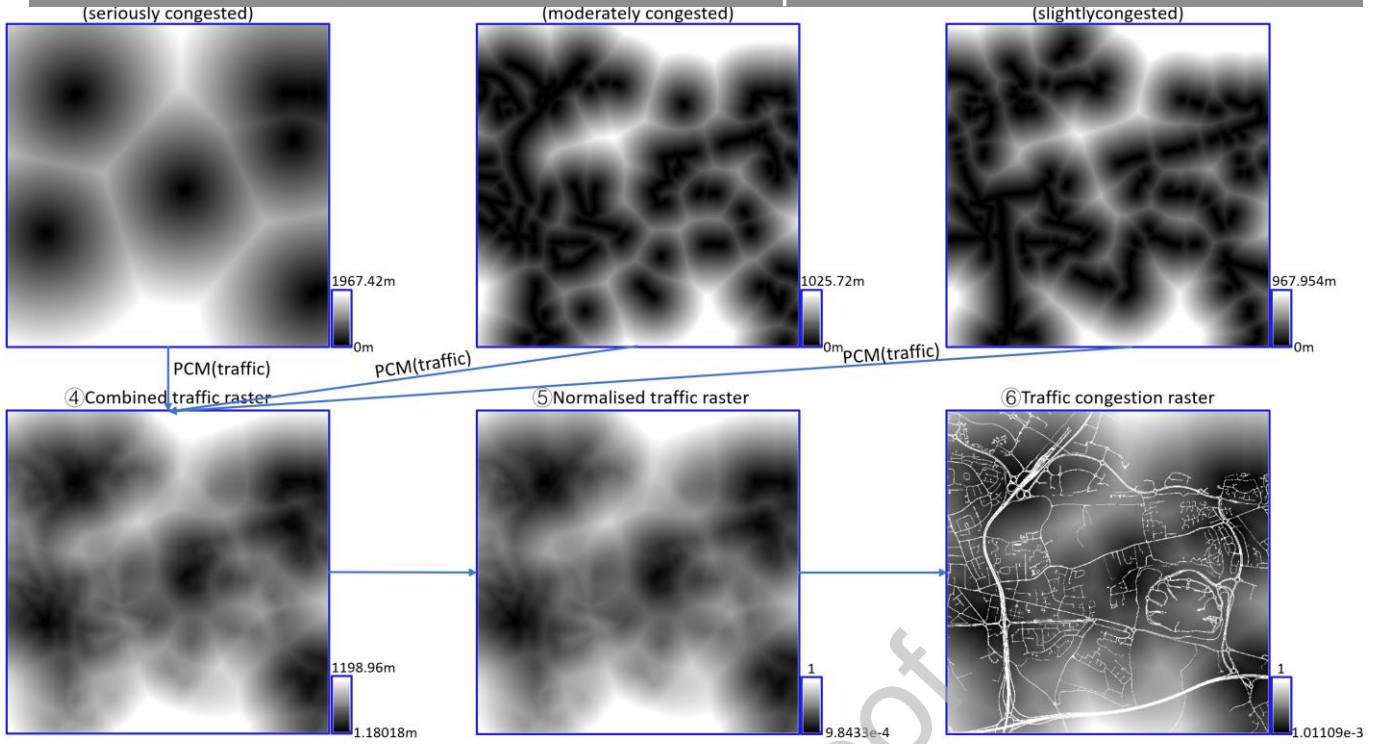 (seriously congested)
(moderately congested)
(slightlycongested)
1967.42m
0m
1025.72m
0m
967.954m
0m
PCM(traffic)
PCM(traffic)
PCM(traffic)
④Combined traffic raster
⑤Normalised traffic raster
⑥Traffic congestion raster
1198.96m
1.18018m
1
9.8433e-4
1
1.01109e-3